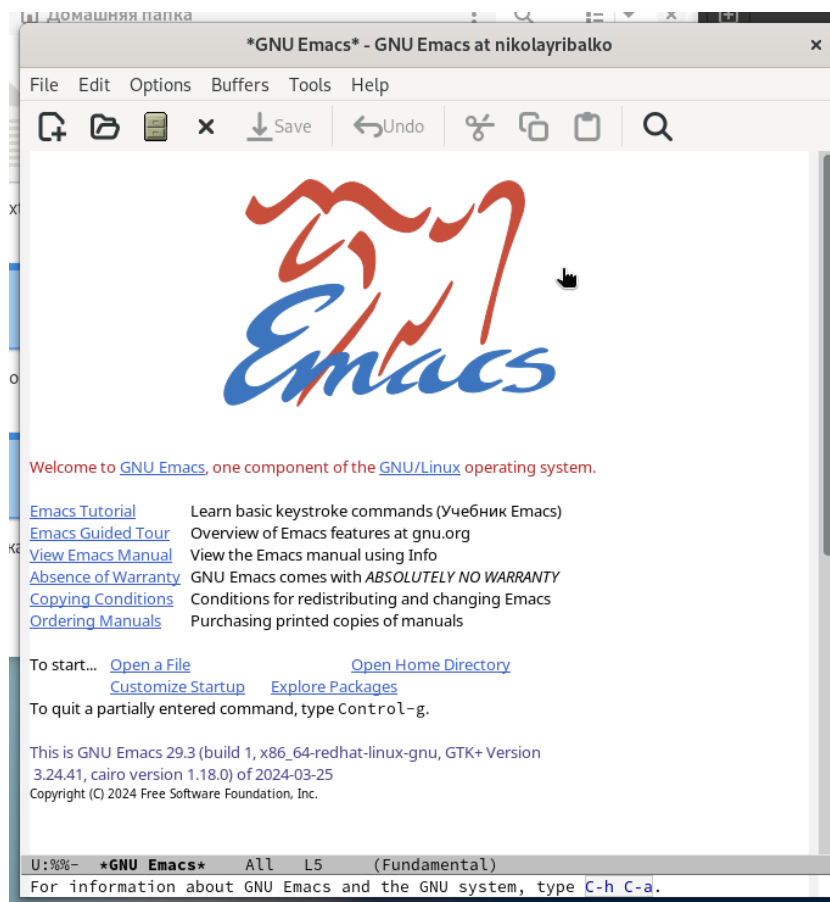 Домашняя папка
*GNU Emacs* - GNU Emacs at nikolayribalko
File Edit Options Buffers Tools Help
Save Undo
Emacs
Welcome to GNU Emacs, one component of the GNU/Linux operating system.
Emacs Tutorial Learn basic keystroke commands (Учебник Emacs)
Emacs Guided Tour Overview of Emacs features at gnu.org
View Emacs Manual View the Emacs manual using Info
Absence of Warranty GNU Emacs comes with ABSOLUTELY NO WARRANTY
Copying Conditions Conditions for redistributing and changing Emacs
Ordering Manuals Purchasing printed copies of manuals
To start... Open a File Open Home Directory
Customize Startup Explore Packages
To quit a partially entered command, type Control-g.
This is GNU Emacs 29.3 (build 1, x86_64-redhat-linux-gnu, GTK+ Version
3.24.41, cairo version 1.18.0) of 2024-03-25
Copyright (C) 2024 Free Software Foundation, Inc.
U:%%- *GNU Emacs* All L5 (Fundamental)
For information about GNU Emacs and the GNU system, type C-h C-a.